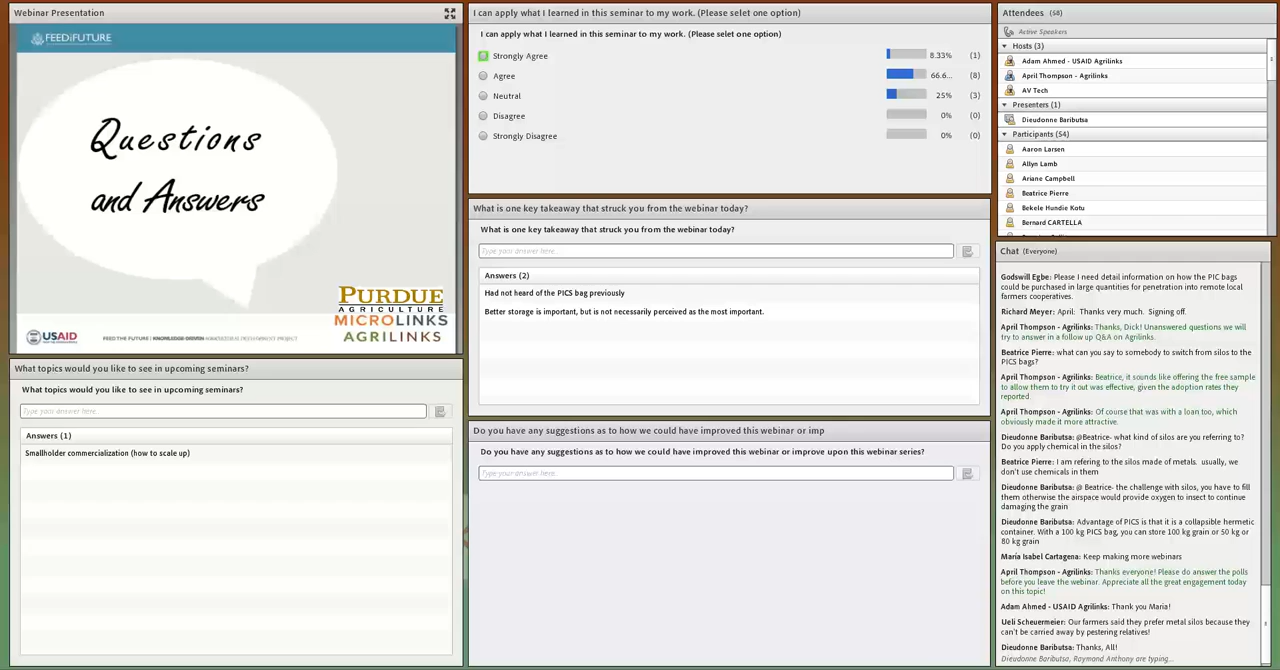 Webinar Presentation
FEEDtheFUTURE
Questions
and Answers
PURDUE
AGRICULTURE
MICROLINKS
AGRILINKS
USAID
What topics would you like to see in upcoming seminars?
What topics would you like to see in upcoming seminars?
Type your answer here..
Answers (1)
Smallholder commercialization (how to scale up)
I can apply what I learned in this seminar to my work. (Please selet one option)
I can apply what I learned in this seminar to my work. (Please selet one option)
Strongly Agree 8.33% (1)
Agree 66.6... (8)
Neutral 25% (3)
Disagree 0% (0)
Strongly Disagree 0% (0)
What is one key takeaway that struck you from the webinar today?
What is one key takeaway that struck you from the webinar today?
Type your answer here..
Answers (2)
Had not heard of the PICS bag previously
Better storage is important, but is not necessarily perceived as the most important.
Do you have any suggestions as to how we could have improved this webinar or imp
Do you have any suggestions as to how we could have improved this webinar or improve upon this webinar series?
Type your answer here..
Attendees (58)
Active Speakers
Hosts (3)
Adam Ahmed - USAID Agrilinks
April Thompson - Agrilinks
AV Tech
Presenters (1)
Dieudonne Baributsa
Participants (54)
Aaron Larsen
Allyn Lamb
Ariane Campbell
Beatrice Pierre
Bekele Hundie Kotu
Bernard CARTELLA
Chat (Everyone)
Godswill Egbe: Please I need detail information on how the PIC bags
could be purchased in large quantities for penetration into remote local
farmers cooperatives.
Richard Meyer: April: Thanks very much. Signing off.
April Thompson - Agrilinks: Thanks, Dick! Unanswered questions we will
try to answer in a follow up Q&A on Agrilinks.
Beatrice Pierre: what can you say to somebody to switch from silos to the
PICS bags?
April Thompson - Agrilinks: Beatrice, it sounds like offering the free sample
to allow them to try it out was effective, given the adoption rates they
reported
April Thompson - Agrilinks: Of course that was with a loan too, which
obviously made it more attractive.
Dieudonne Baributsa: @Beatrice- what kind of silos are you referring to?
Do you apply chemical in the silos?
Beatrice Pierre: I am refering to the silos made of metals. usually, we
don't use chemicals in them
Dieudonne Baributsa: @ Beatrice- the challenge with silos, you have to fill
them otherwise the airspace would provide oxygen to insect to continue
damaging the grain
Dieudonne Baributsa: Advantage of PICS is that it is a collapsible hermetic
container. With a 100 kg PICS bag, you can store 100 kg grain or 50 kg or
80 kg grain
Maria Isabel Cartagena: Keep making more webinars
April Thompson - Agrilinks: Thanks everyone! Please do answer the polls
before you leave the webinar. Appreciate all the great engagement today
on this topic!
Adam Ahmed - USAID Agrilinks: Thank you Maria!
Ueli Scheuermeier: Our farmers said they prefer metal silos because they
can't be carried away by pestering relatives!
Dieudonne Baributsa: Thanks, All!
Dieudonne Baributsa, Raymond Anthony are typing...